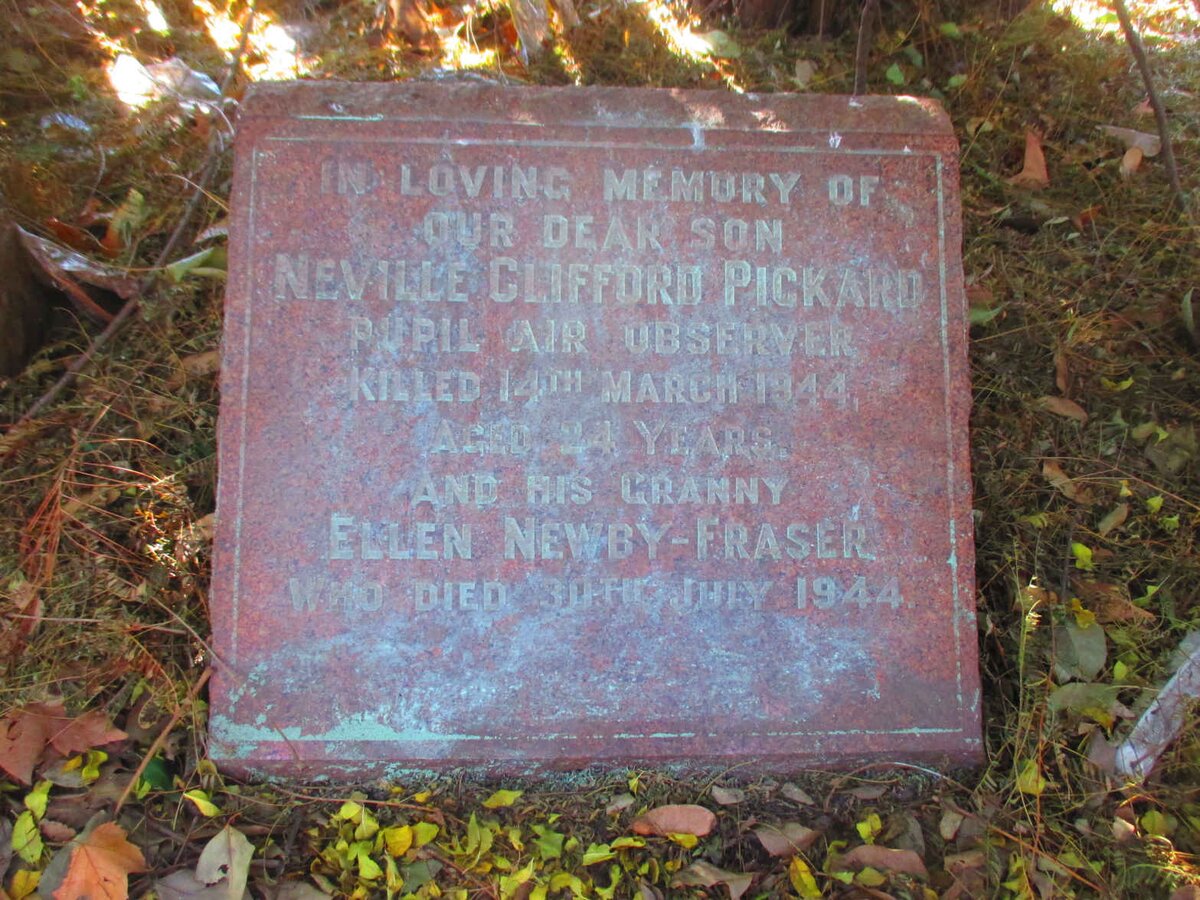 IN LOVING MEMORY OF
OUR DEAR SON
NEVILLE CLIFFORD PICKARD
PUPIL AIR OBSERVER
KILLED 14TH MARCH 1944,
AGED 24 YEARS.
AND HIS GRANNY
ELLEN NEWBY-FRASER
WHO DIED 30TH JULY 1944.